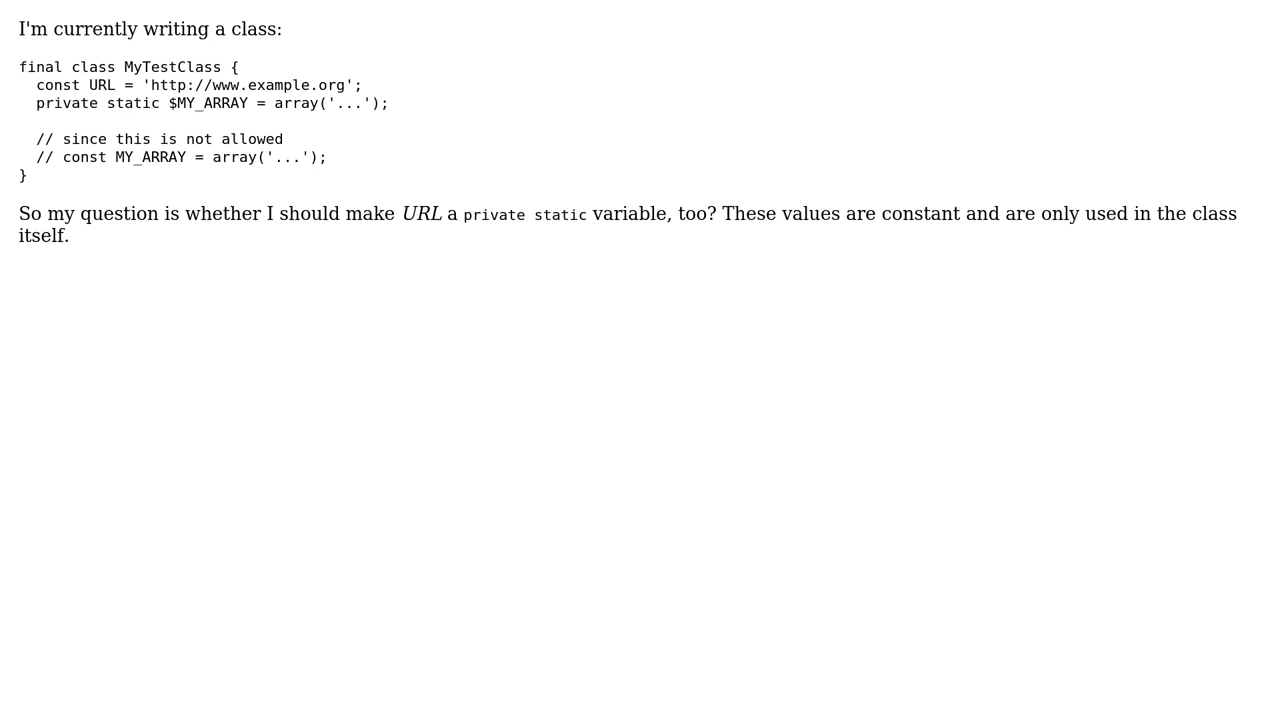 I'm currently writing a class:
final class MyTestClass {
  const URL = 'http://www.example.org';
  private static $MY_ARRAY = array('...');
  // since this is not allowed
  // const MY_ARRAY = array('...');
}
So my question is whether I should make URL a private static variable, too? These values are constant and are only used in the class
itself.